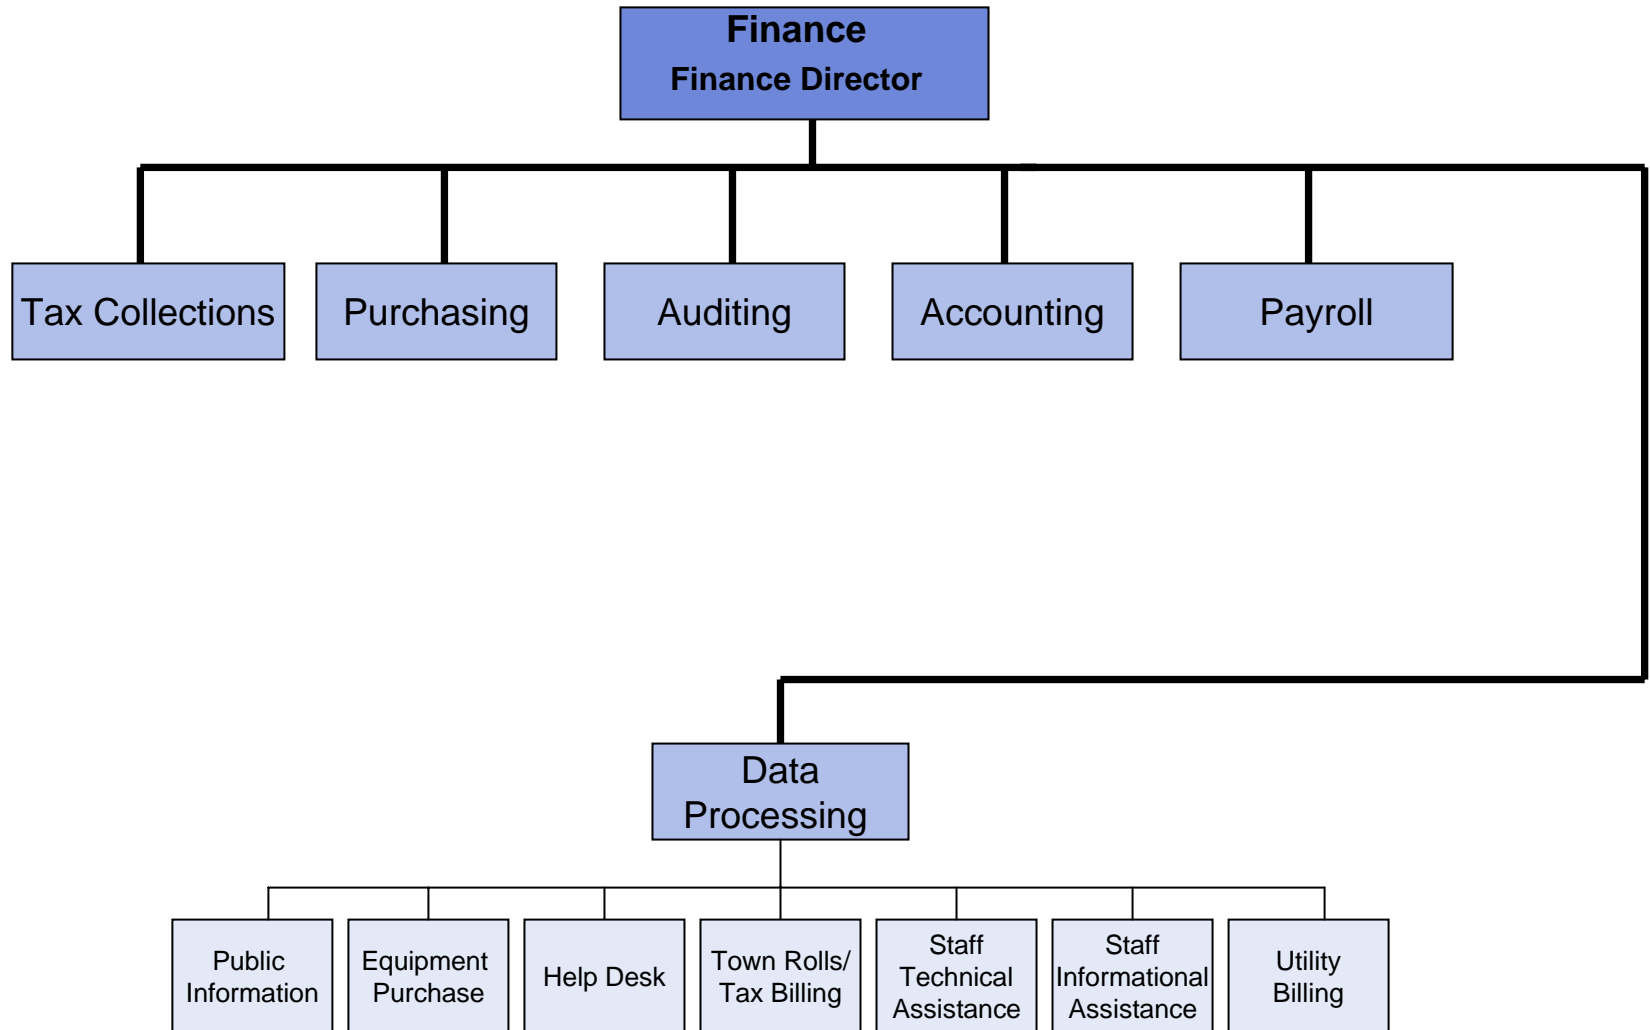 Finance
Finance Director
Tax Collections
Purchasing
Auditing
Accounting
Payroll
Data
Processing
Public
Information
Equipment
Purchase
Help Desk
Town Rolls/
Tax Billing
Staff
Technical
Assistance
Staff
Informational
Assistance
Utility
Billing